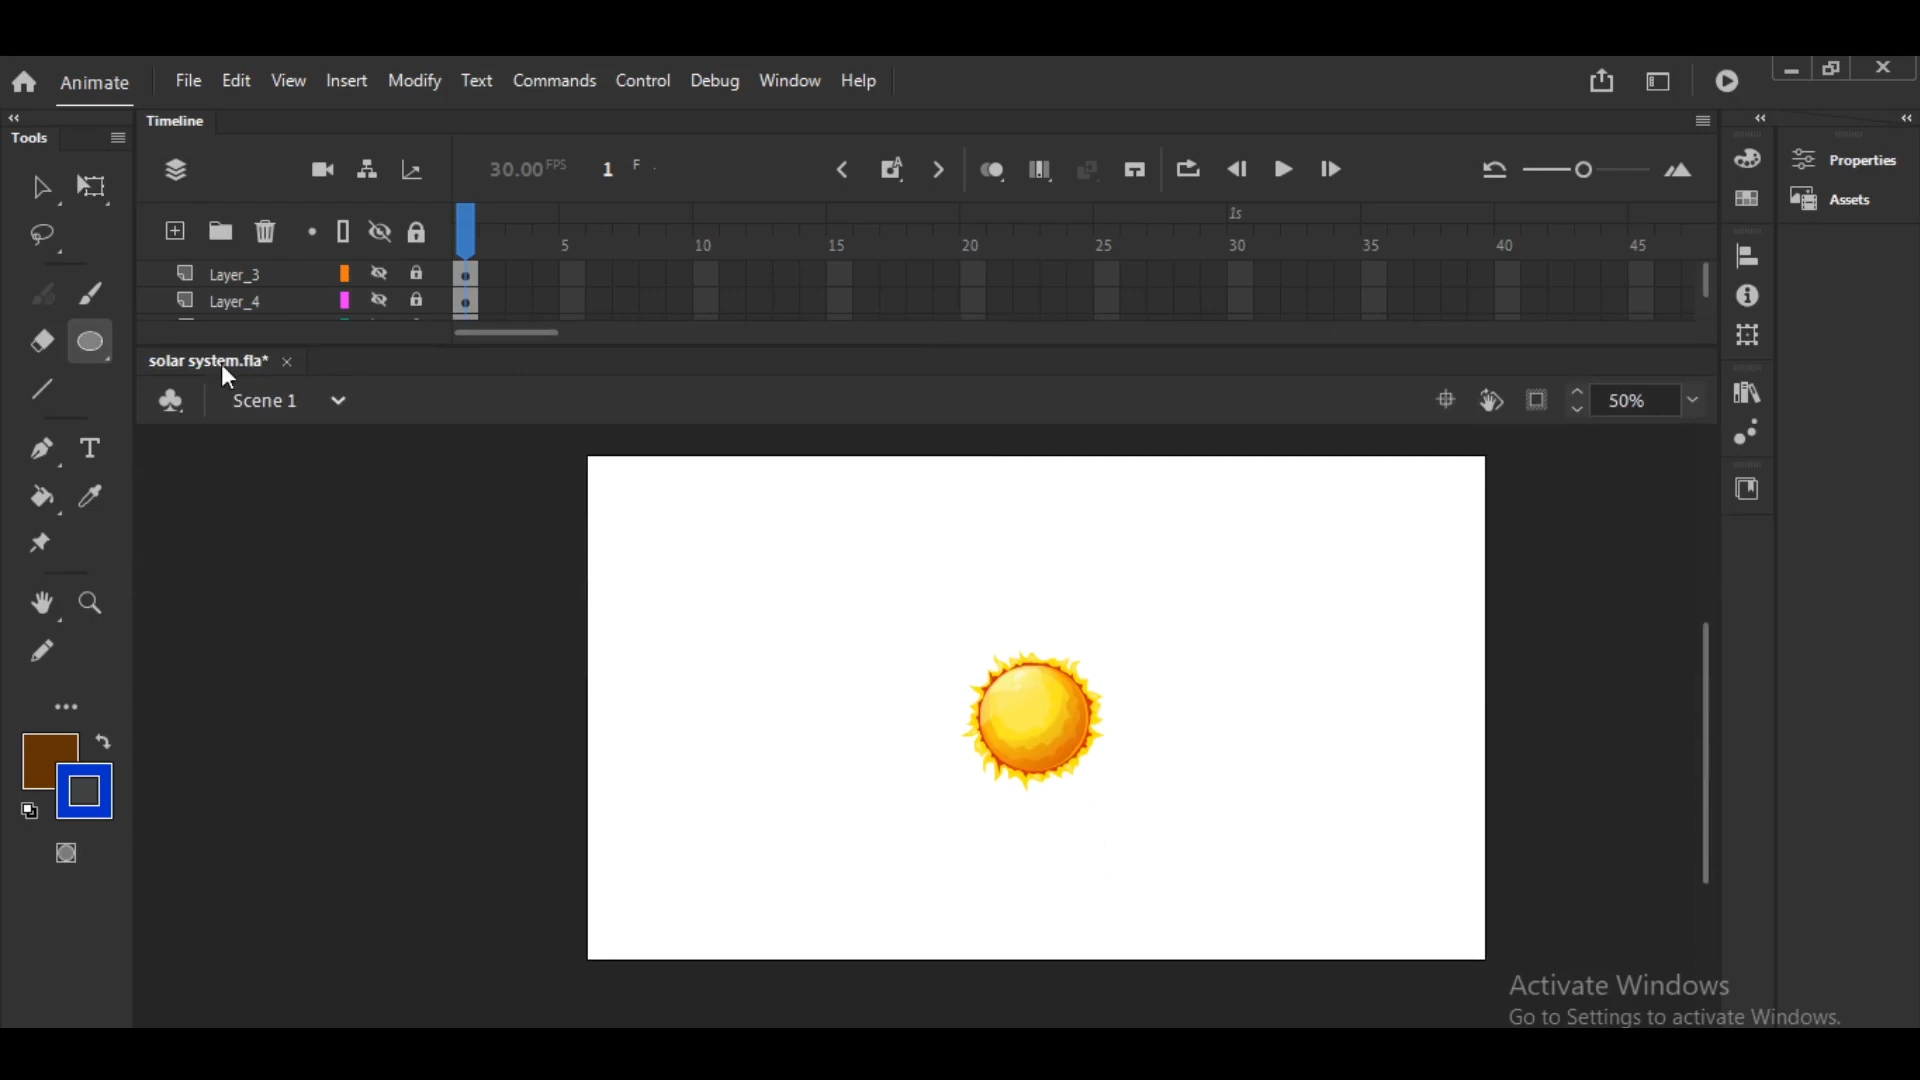 Animate File Edit View Insert Modify Text Commands Control Debug Window Help
Tools
Timeline
30.00 FPS 1 F
1s
5 10 15 20 25 30 35 40 45
Layer_3
Layer_4
solar system.fla*
Scene 1
50%
Properties
Assets
Activate Windows
Go to Settings to activate Windows.